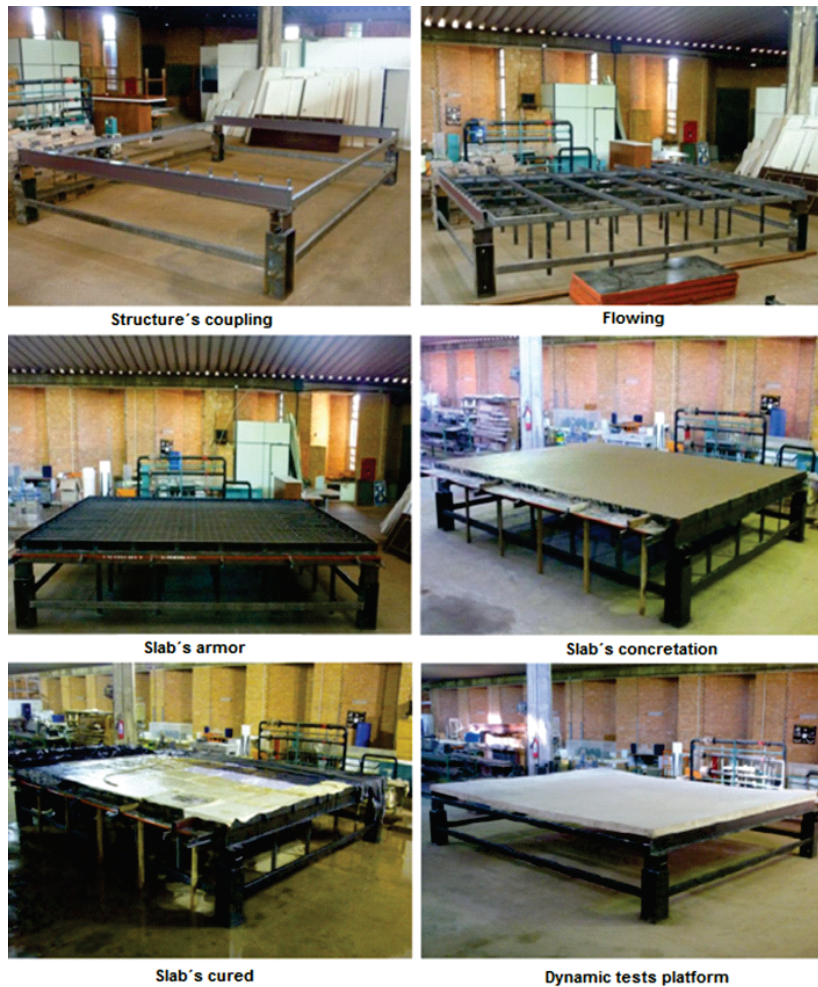 Structure´s coupling
Flowing
Slab´s armor
Slab´s concretation
Slab´s cured
Dynamic tests platform